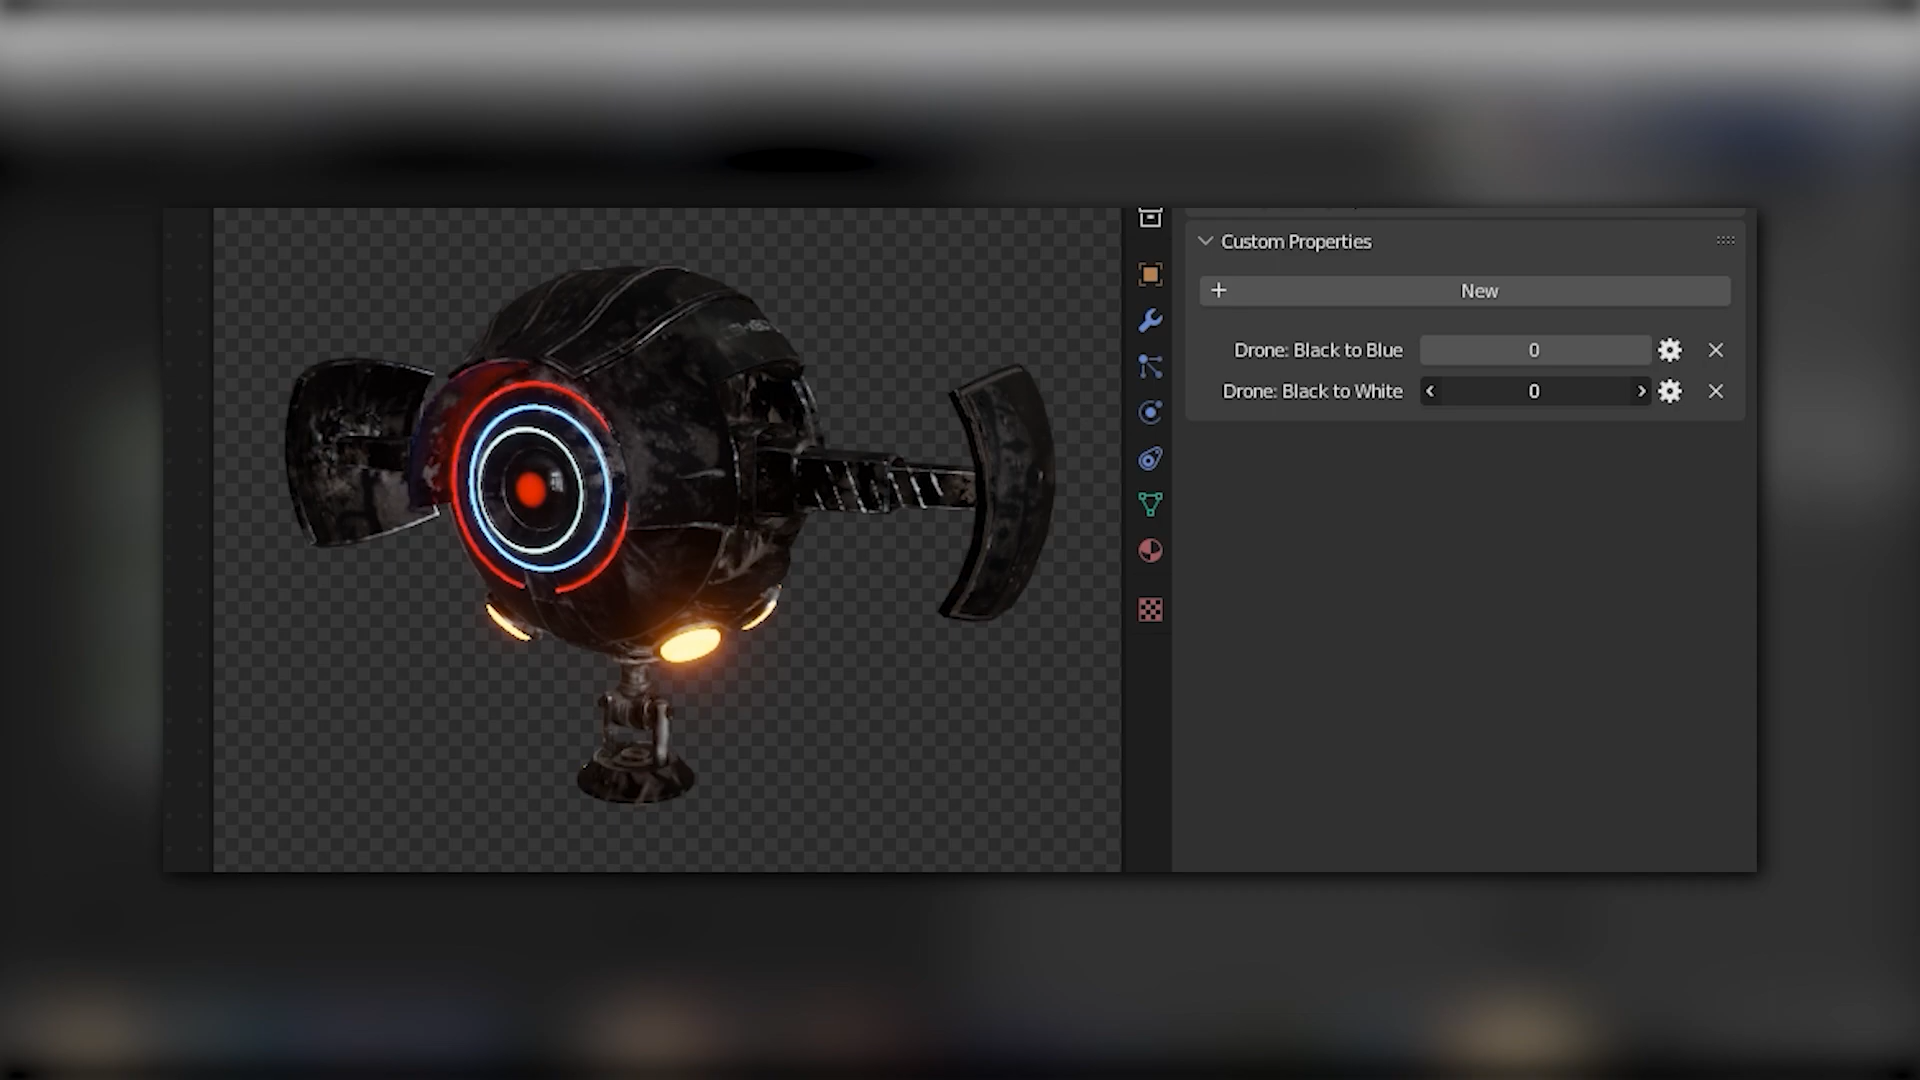 Custom Properties
New
Drone: Black to Blue 0
Drone: Black to White 0